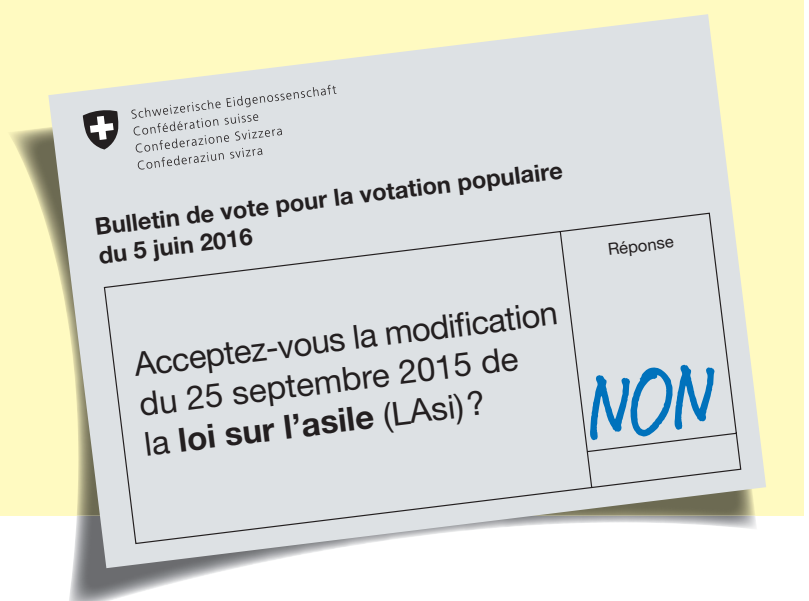 Schweizerische Eidgenossenschaft
Confédération suisse
Confederazione Svizzera
Confederaziun svizra
Bulletin de vote pour la votation populaire
du 5 juin 2016
Réponse
Acceptez-vous la modification
du 25 septembre 2015 de
la loi sur l'asile (LAsi) ?
NON